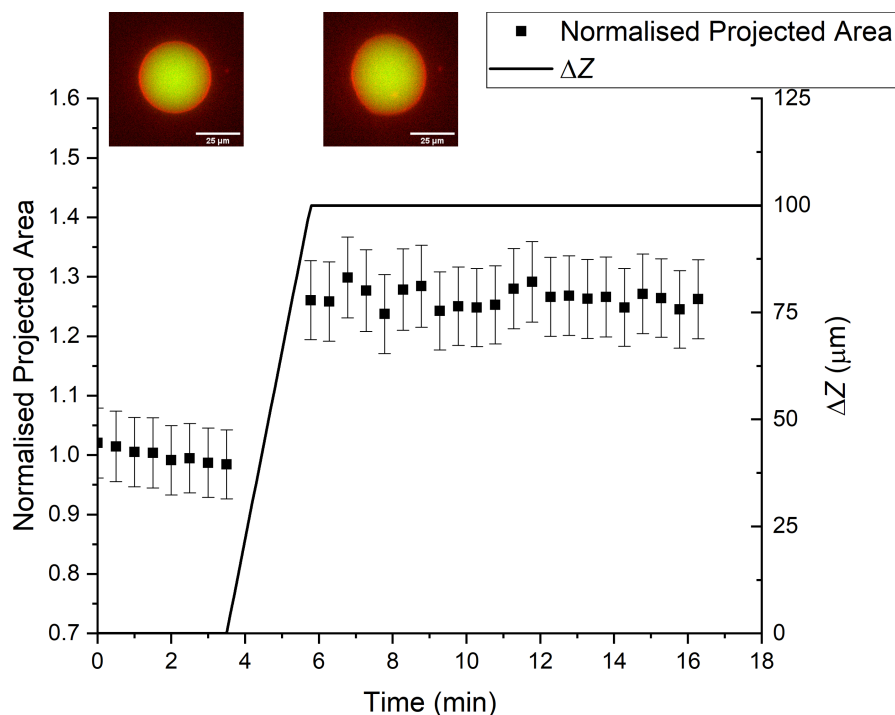 Normalised Projected Area
ΔZ
25 µm
25 µm
1.6
1.5
1.4
1.3
1.2
1.1
1.0
0.9
0.8
0.7
Normalised Projected Area
125
100
75
50
25
0
ΔZ (μm)
0 2 4 6 8 10 12 14 16 18
Time (min)